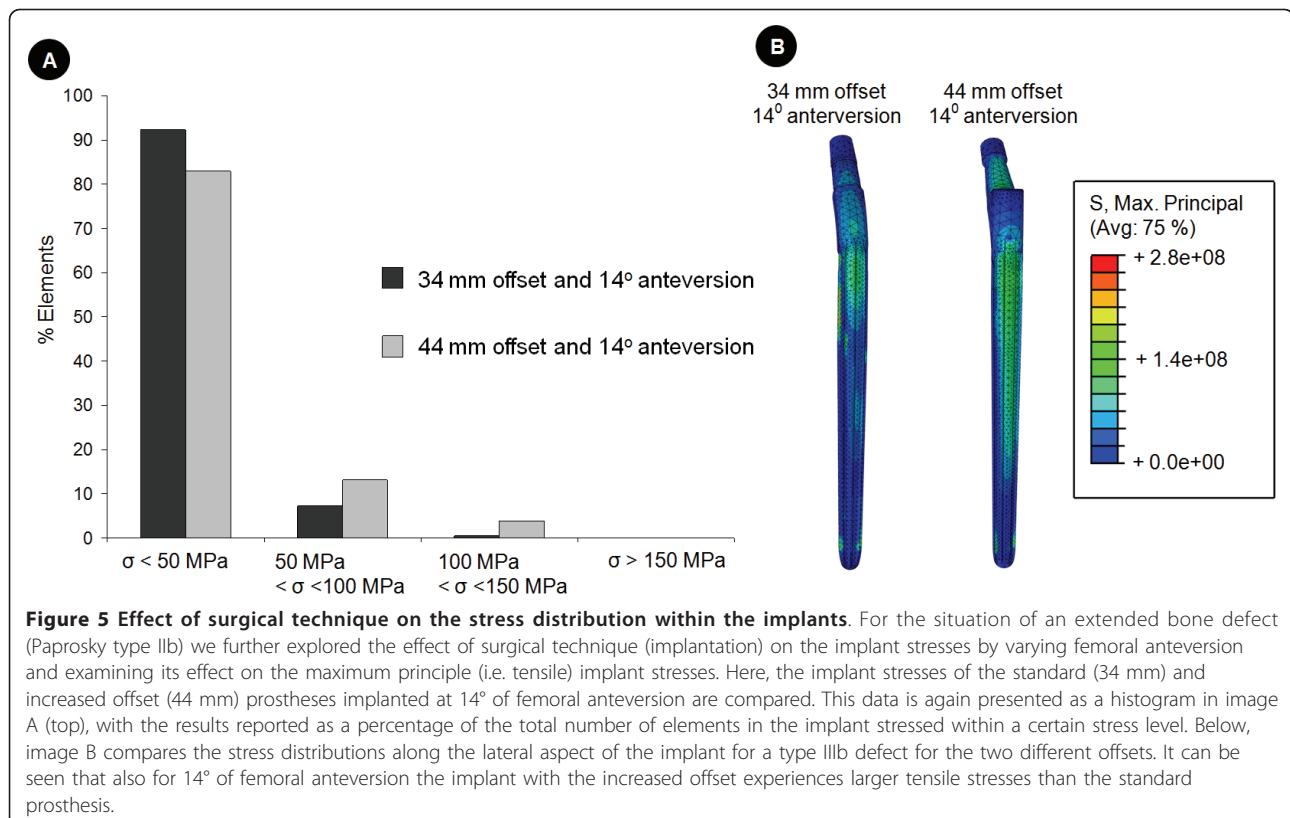 A
100
90
80
70
60
50
40
30
20
10
0
% Elements
34 mm offset and 14° anteversion
44 mm offset and 14° anteversion
σ < 50 MPa
50 MPa
< σ <100 MPa
100 MPa
< σ <150 MPa
σ > 150 MPa
B
34 mm offset
14⁰ anterversion
44 mm offset
14⁰ anterversion
S, Max. Principal
(Avg: 75 %)
+ 2.8e+08
+ 1.4e+08
+ 0.0e+00
Figure 5 Effect of surgical technique on the stress distribution within the implants. For the situation of an extended bone defect
(Paprosky type IIb) we further explored the effect of surgical technique (implantation) on the implant stresses by varying femoral anteversion
and examining its effect on the maximum principle (i.e. tensile) implant stresses. Here, the implant stresses of the standard (34 mm) and
increased offset (44 mm) prostheses implanted at 14° of femoral anteversion are compared. This data is again presented as a histogram in image
A (top), with the results reported as a percentage of the total number of elements in the implant stressed within a certain stress level. Below,
image B compares the stress distributions along the lateral aspect of the implant for a type IIIb defect for the two different offsets. It can be
seen that also for 14° of femoral anteversion the implant with the increased offset experiences larger tensile stresses than the standard
prosthesis.